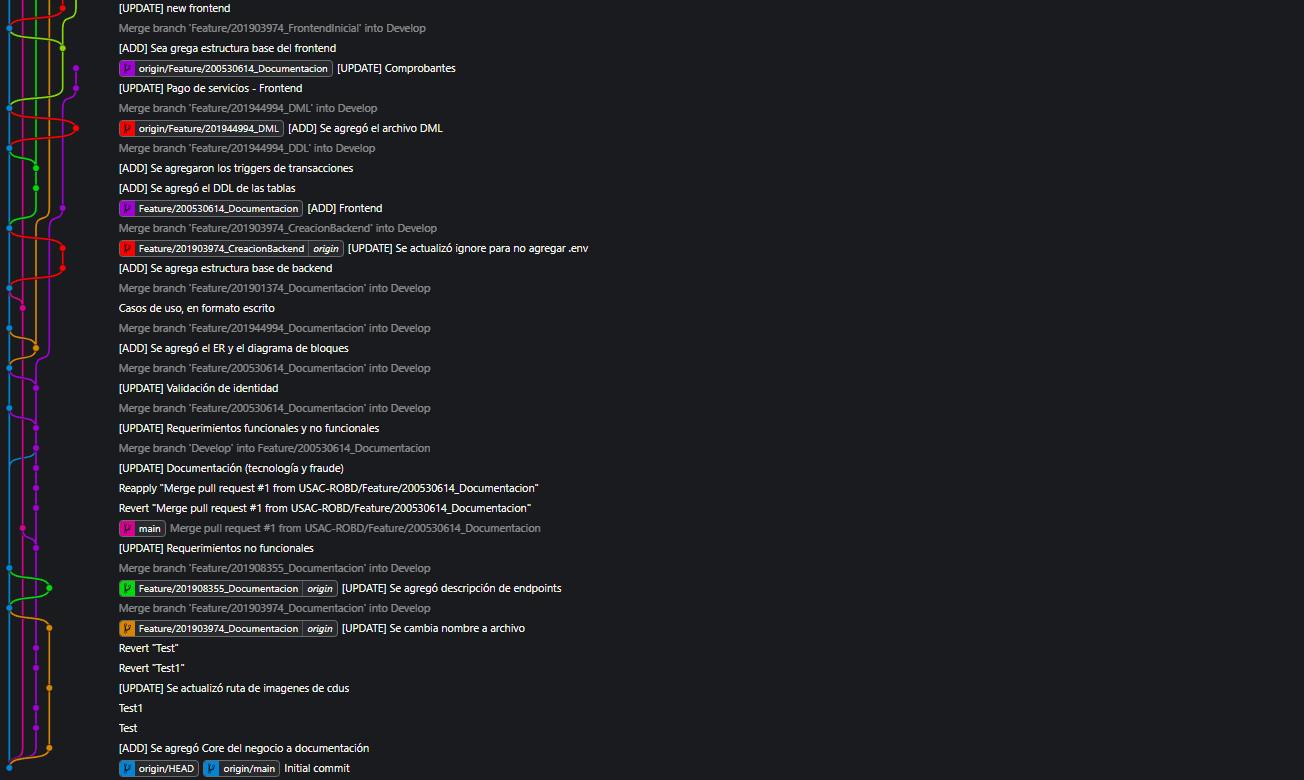 [UPDATE] new frontend
Merge branch 'Feature/201903974_FrontendInicial' into Develop
[ADD] Sea grega estructura base del frontend
origin/Feature/200530614_Documentacion [UPDATE] Comprobantes
[UPDATE] Pago de servicios - Frontend
Merge branch 'Feature/201944994_DML' into Develop
origin/Feature/201944994_DML [ADD] Se agregó el archivo DML
Merge branch 'Feature/201944994_DDL' into Develop
[ADD] Se agregaron los triggers de transacciones
[ADD] Se agregó el DDL de las tablas
Feature/200530614_Documentacion [ADD] Frontend
Merge branch 'Feature/201903974_CreacionBackend' into Develop
Feature/201903974_CreacionBackend origin [UPDATE] Se actualizó ignore para no agregar .env
[ADD] Se agrega estructura base de backend
Merge branch 'Feature/201901374_Documentacion' into Develop
Casos de uso, en formato escrito
Merge branch 'Feature/201944994_Documentacion' into Develop
[ADD] Se agregó el ER y el diagrama de bloques
Merge branch 'Feature/200530614_Documentacion' into Develop
[UPDATE] Validación de identidad
Merge branch 'Feature/200530614_Documentacion' into Develop
[UPDATE] Requerimientos funcionales y no funcionales
Merge branch 'Develop' into Feature/200530614_Documentacion
[UPDATE] Documentación (tecnología y fraude)
Reapply "Merge pull request #1 from USAC-ROBD/Feature/200530614_Documentacion"
Revert "Merge pull request #1 from USAC-ROBD/Feature/200530614_Documentacion"
main Merge pull request #1 from USAC-ROBD/Feature/200530614_Documentacion
[UPDATE] Requerimientos no funcionales
Merge branch 'Feature/201908355_Documentacion' into Develop
Feature/201908355_Documentacion origin [UPDATE] Se agregó descripción de endpoints
Merge branch 'Feature/201903974_Documentacion' into Develop
Feature/201903974_Documentacion origin [UPDATE] Se cambia nombre a archivo
Revert "Test"
Revert "Test1"
[UPDATE] Se actualizó ruta de imagenes de cdus
Test1
Test
[ADD] Se agregó Core del negocio a documentación
origin/HEAD origin/main Initial commit